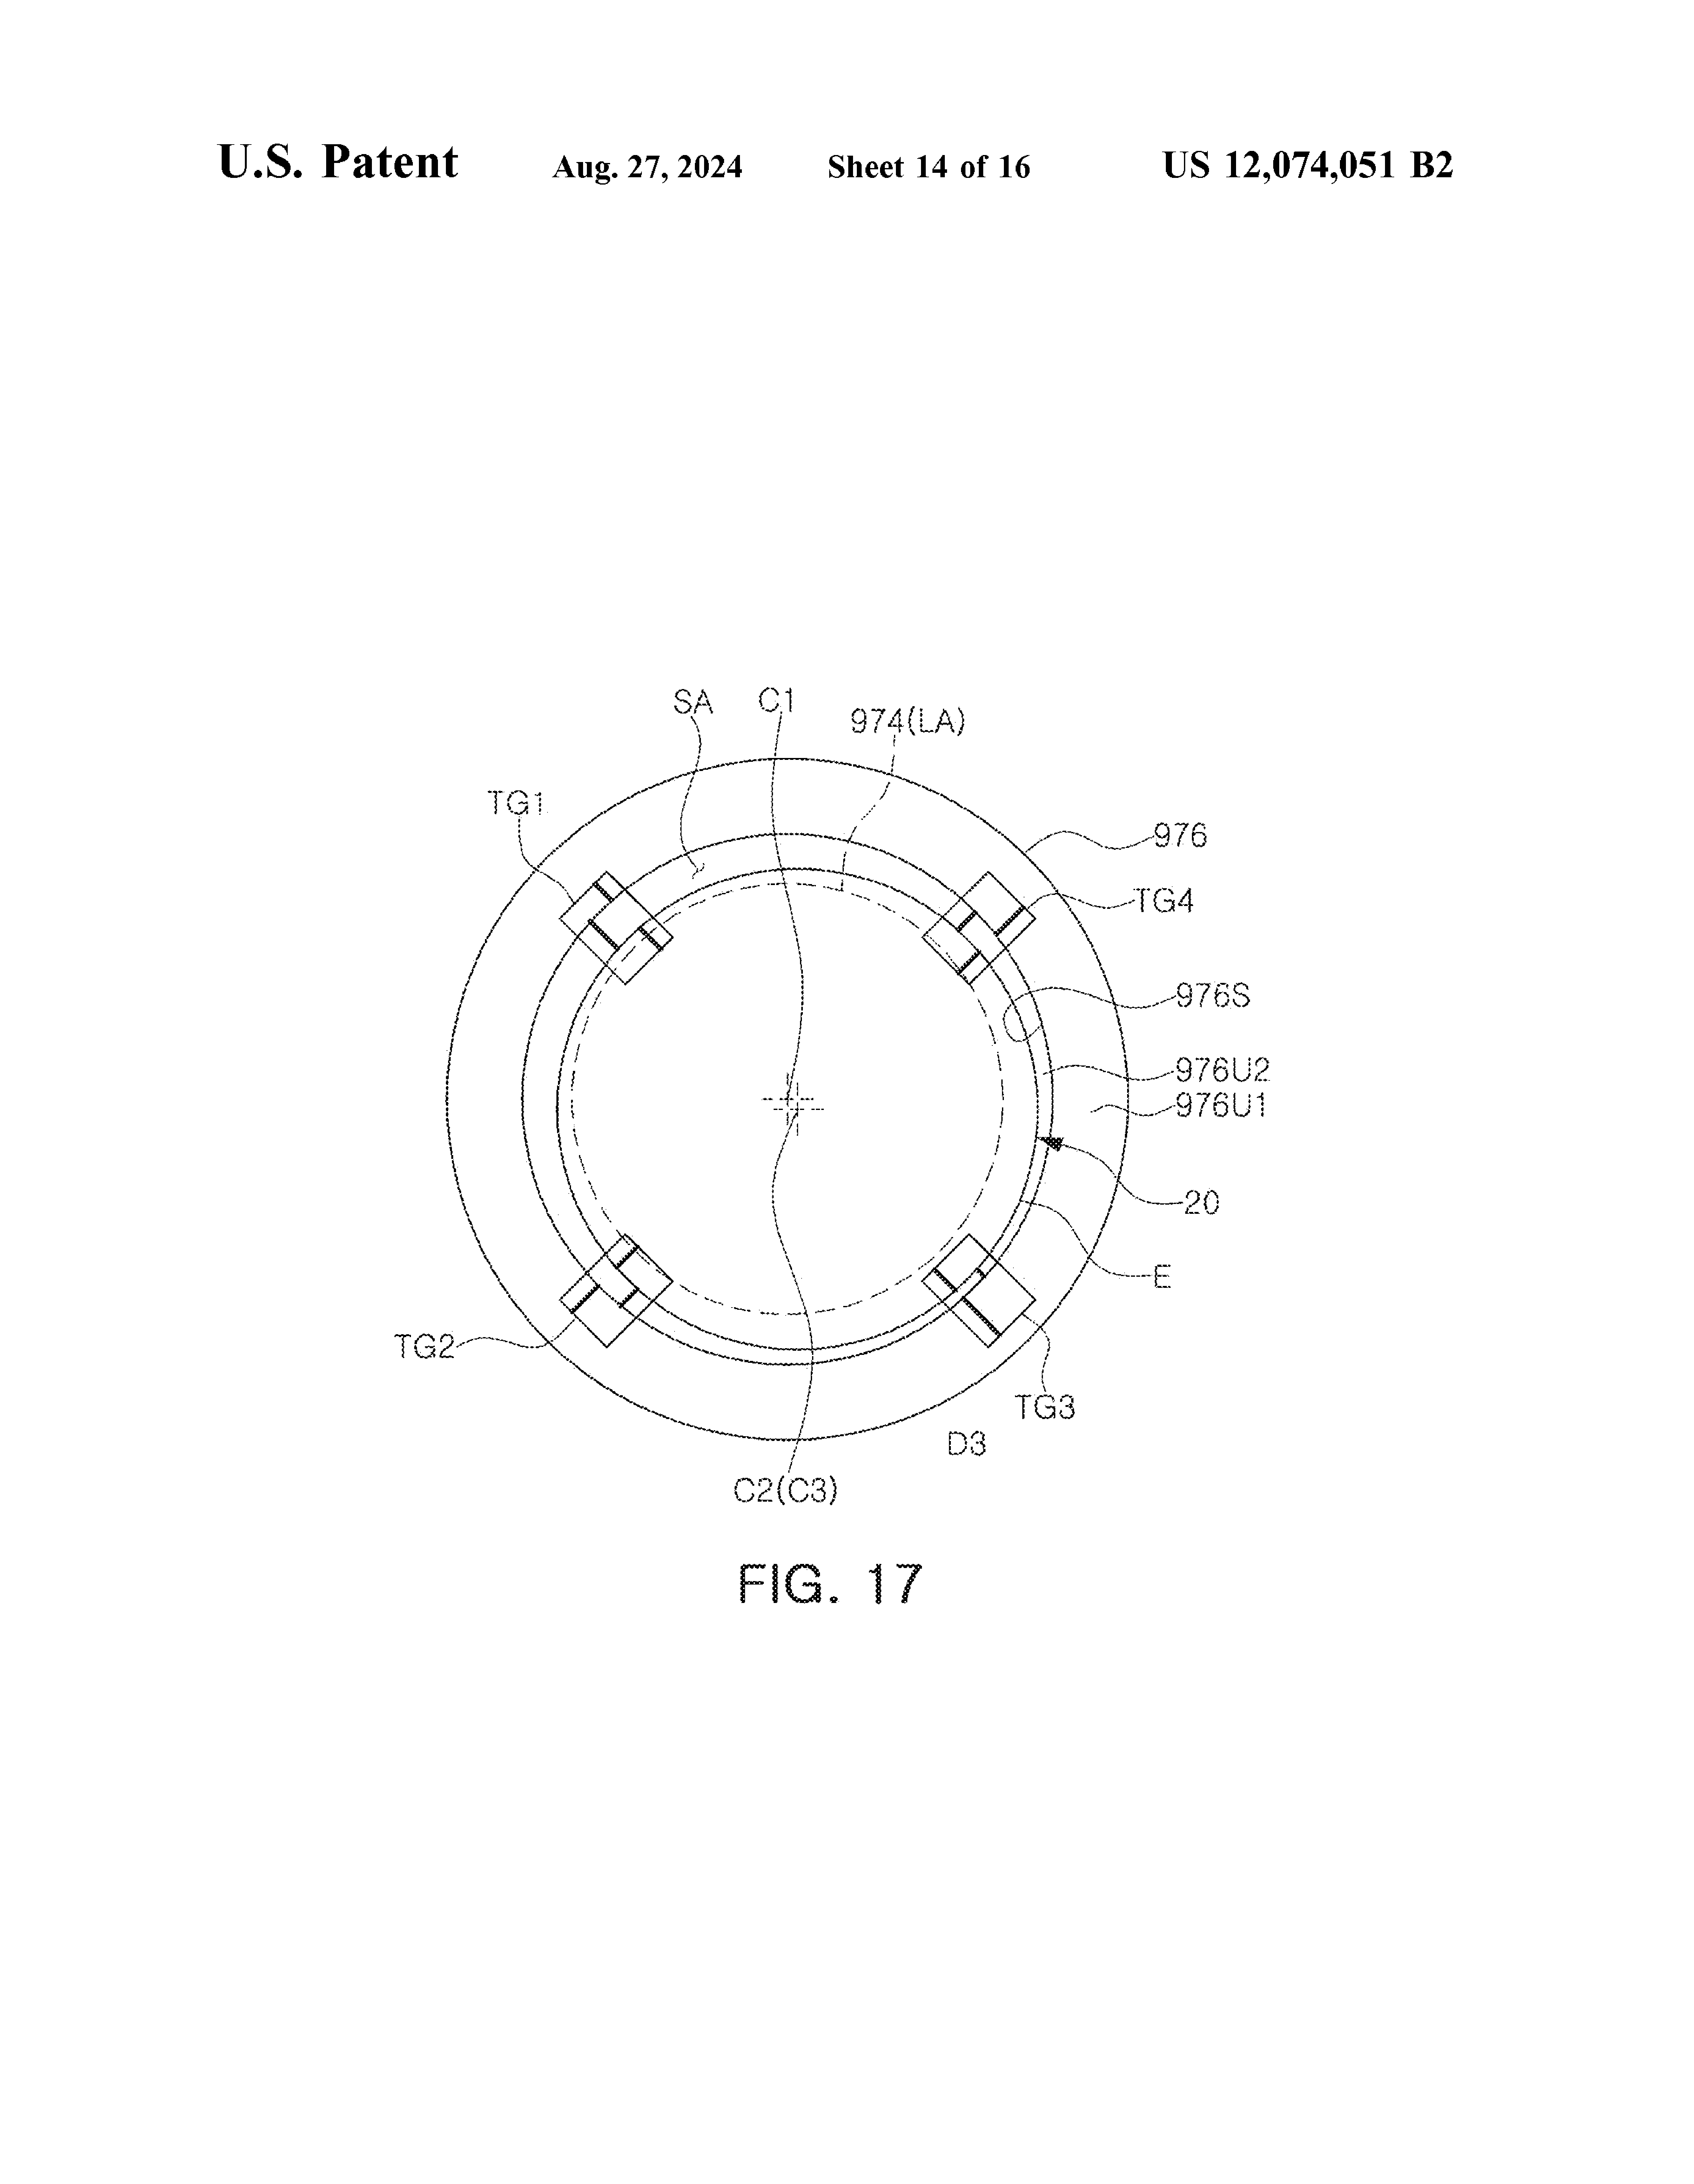 U.S. Patent Aug. 27, 2024 Sheet 14 of 16 US 12,074,051 B2
SA C1 974(LA)
TG1
976
TG4
976S
976U2
976U1
20
E
TG2
TG3
D3
C2(C3)
FIG. 17